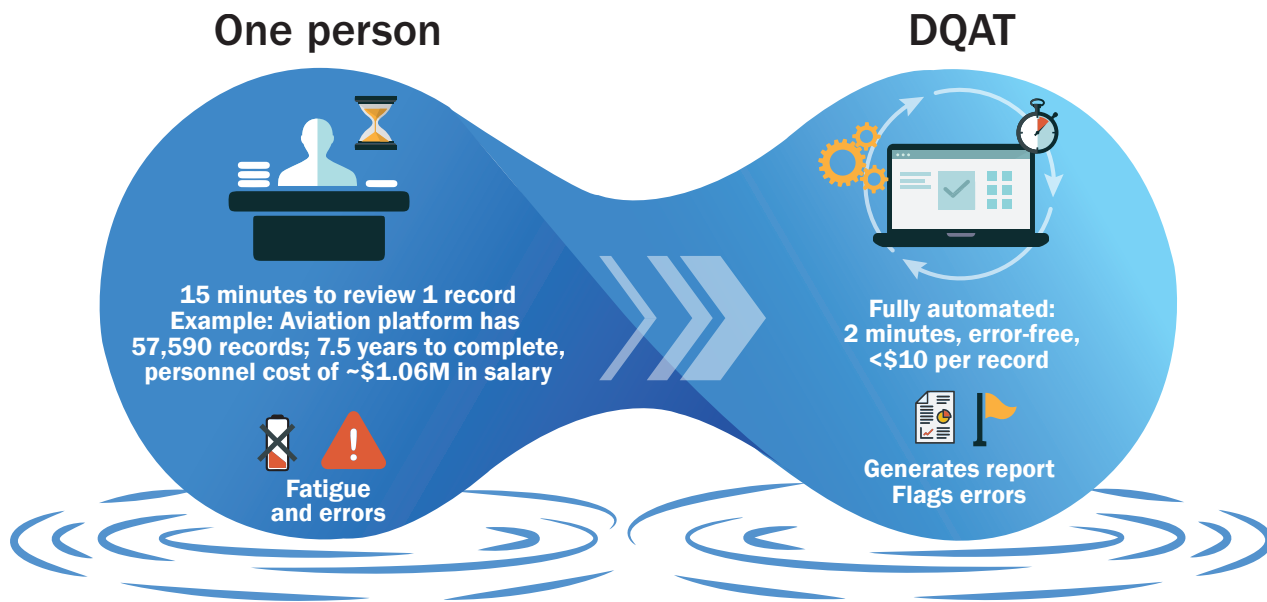 One person
15 minutes to review 1 record
Example: Aviation platform has
57,590 records; 7.5 years to complete,
personnel cost of ~$1.06M in salary
Fatigue
and errors
DQAT
Fully automated:
2 minutes, error-free,
<$10 per record
Generates report
Flags errors